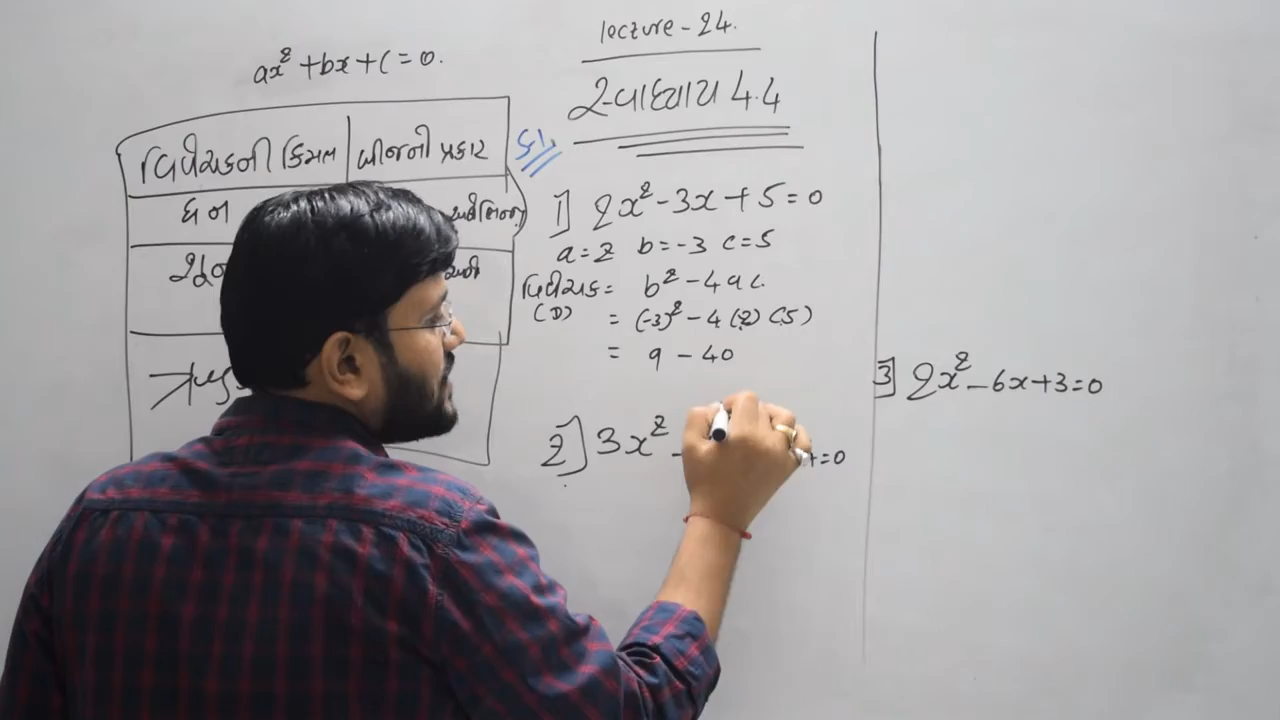 lecture-24.
સ્વાધ્યાય 4.4
ax² + bx + c = 0.
વિવેચકની કિંમત | બીજનો પ્રકાર
ધન
1] 2x² - 3x + 5 = 0
a = 2 b = -3 c = 5
વિવેચક = b² - 4ac.
(D) = (-3)² - 4(2)(5)
= 9 - 40
2] 3x² - =0
3] 2x² - 6x + 3 = 0